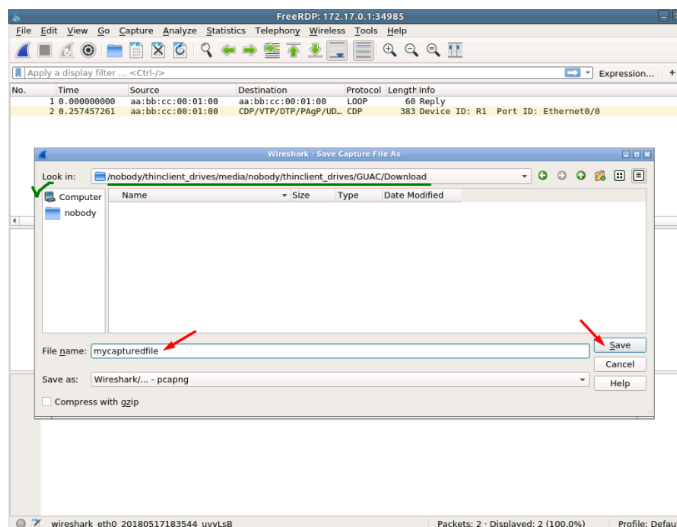 FreeRDP: 172.17.0.1:34985
File Edit View Go Capture Analyze Statistics Telephony Wireless Tools Help
Apply a display filter ... <Ctrl-/> Expression... +
No. Time Source Destination Protocol Length Info
1 0.000000000 aa:bb:cc:00:01:00 aa:bb:cc:00:01:00 LOOP 60 Reply
2 0.257457261 aa:bb:cc:00:01:00 CDP/VTP/DTP/PAgP/UD… CDP 383 Device ID: R1 Port ID: Ethernet0/0
Wireshark · Save Capture File As
Look in: /nobody/thinclient_drives/media/nobody/thinclient_drives/GUAC/Download
Computer Name Size Type Date Modified
nobody
File name: mycapturedfile Save
Cancel
Save as: Wireshark/... - pcapng Help
Compress with gzip
wireshark_eth0_20180517183544_uvyLsB Packets: 2 · Displayed: 2 (100.0%) Profile: Defau